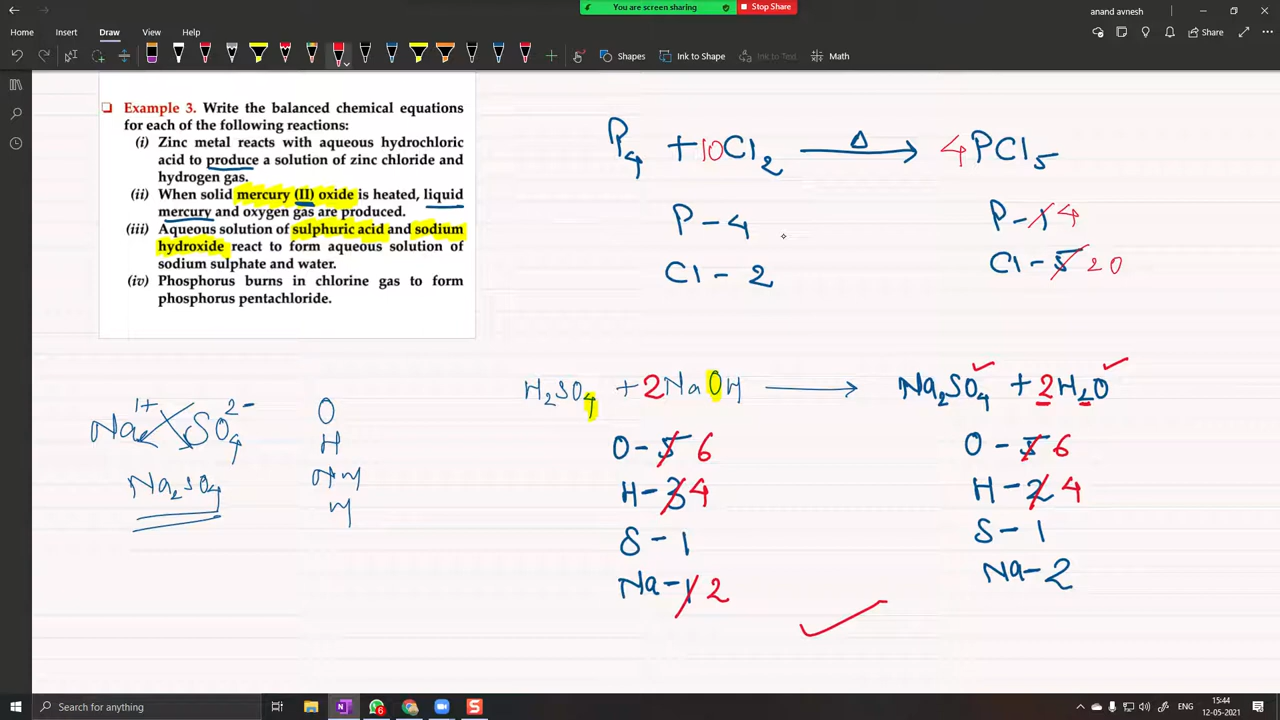 You are screen sharing
Stop Share
anand avnesh
Home Insert Draw View Help
Share
Shapes Ink to Shape Ink to Text Math
Example 3. Write the balanced chemical equations
for each of the following reactions:
(i) Zinc metal reacts with aqueous hydrochloric
acid to produce a solution of zinc chloride and
hydrogen gas.
(ii) When solid mercury (II) oxide is heated, liquid
mercury and oxygen gas are produced.
(iii) Aqueous solution of sulphuric acid and sodium
hydroxide react to form aqueous solution of
sodium sulphate and water.
(iv) Phosphorus burns in chlorine gas to form
phosphorus pentachloride.
P₄ + 10Cl₂ —Δ→ 4PCl₅
P - 4
Cl - 2
P - 1 4
Cl - 5 20
H₂SO₄ + 2NaOH → Na₂SO₄ + 2H₂O
O - 5 6
H - 3 4
S - 1
Na - 1 2
O - 5 6
H - 2 4
S - 1
Na - 2
Na¹⁺ SO₄²⁻
Na₂SO₄
O
H
Search for anything
ENG
15:44
12-05-2021